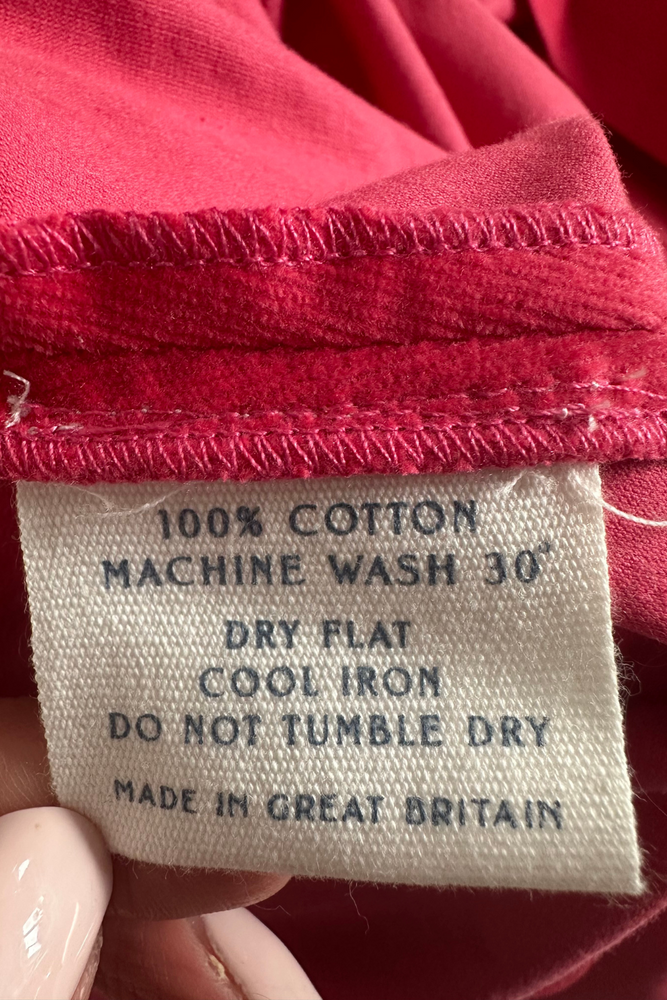 100% COTTON
MACHINE WASH 30°
DRY FLAT
COOL IRON
DO NOT TUMBLE DRY
MADE IN GREAT BRITAIN